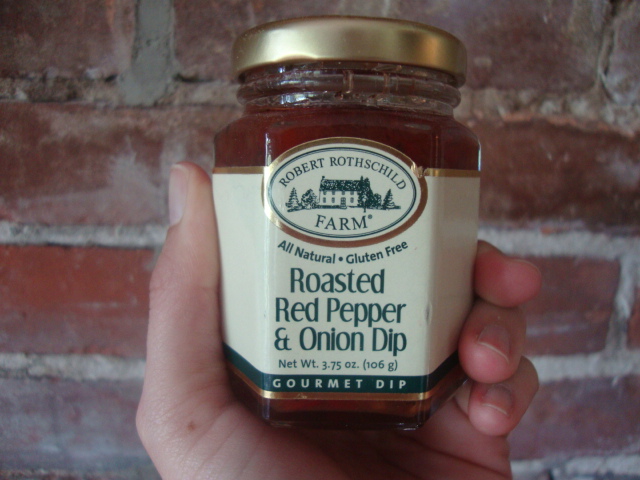 ROBERT ROTHSCHILD
FARM®
All Natural • Gluten Free
Roasted
Red Pepper
& Onion Dip
Net Wt. 3.75 oz. (106 g)
GOURMET DIP